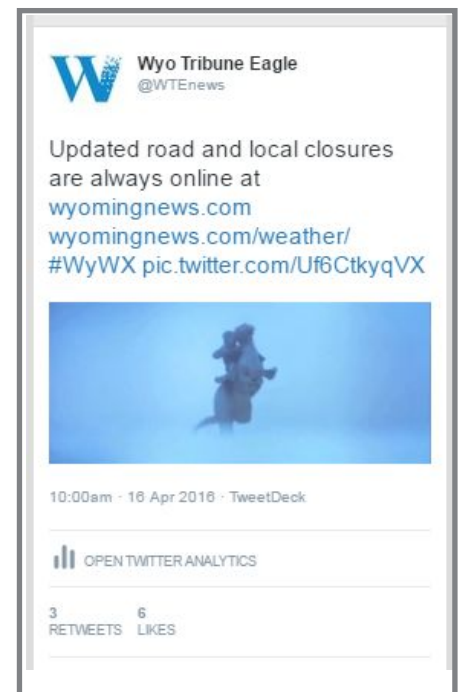 Wyo Tribune Eagle
@WTEnews
Updated road and local closures
are always online at
wyomingnews.com
wyomingnews.com/weather/
#WyWX pic.twitter.com/Uf6CtkyqVX
10:00am · 16 Apr 2016 · TweetDeck
OPEN TWITTER ANALYTICS
3 6
RETWEETS LIKES